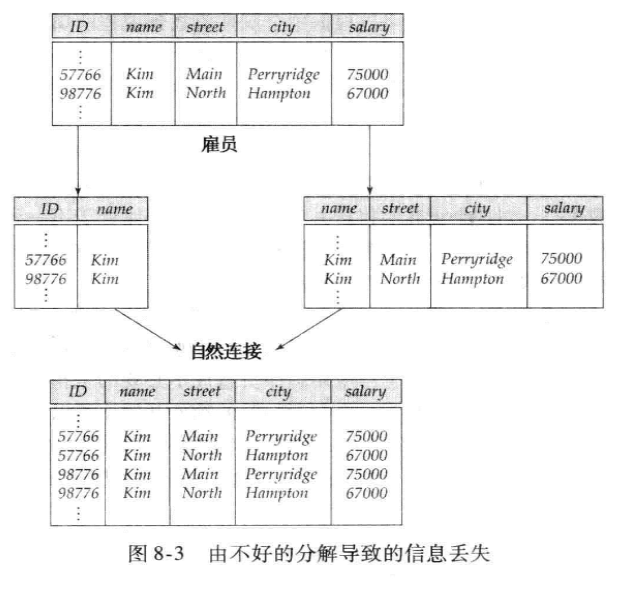 ID name street city salary
⋮
57766 Kim Main Perryridge 75000
98776 Kim North Hampton 67000
⋮
雇员
ID name
⋮
57766 Kim
98776 Kim
⋮
name street city salary
⋮
Kim Main Perryridge 75000
Kim North Hampton 67000
⋮
自然连接
ID name street city salary
⋮
57766 Kim Main Perryridge 75000
57766 Kim North Hampton 67000
98776 Kim Main Perryridge 75000
98776 Kim North Hampton 67000
⋮
图 8-3 由不好的分解导致的信息丢失